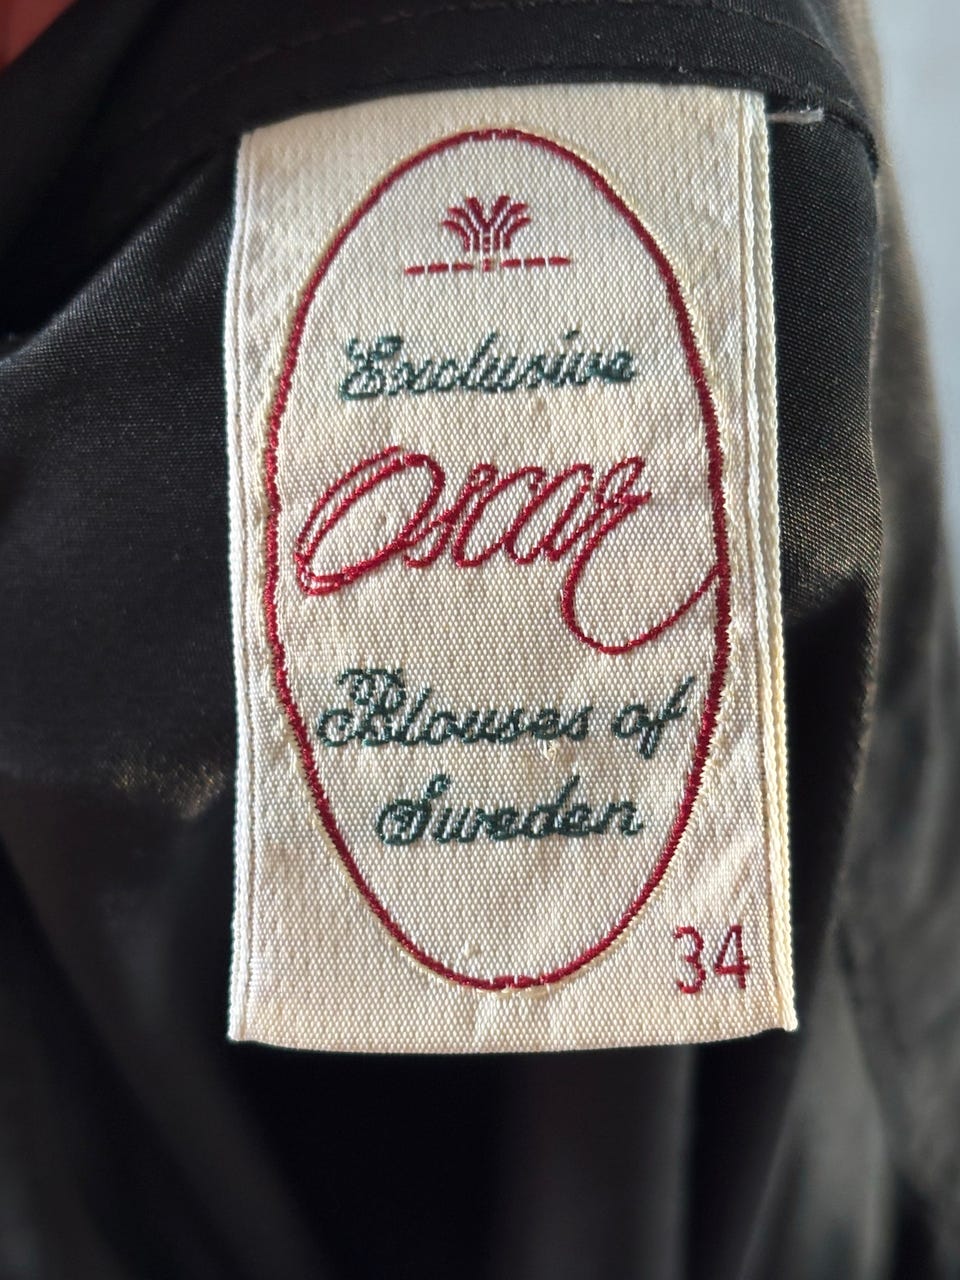 Exclusive
Oscar
Blouses of
Sweden
34